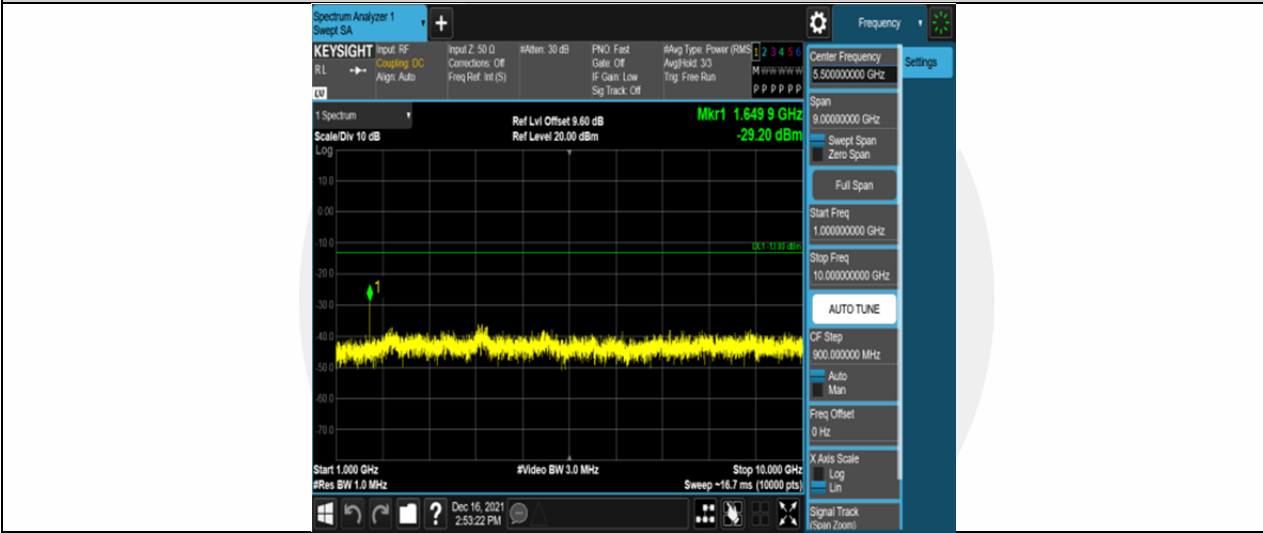 Spectrum Analyzer 1
Swept SA
+
Frequency
KEYSIGHT
RL
LV
Input: RF
Coupling: DC
Align: Auto
Input Z: 50 Ω
Corrections: Off
Freq Ref: Int (S)
#Atten: 30 dB
PNO: Fast
Gate: Off
IF Gain: Low
Sig Track: Off
#Avg Type: Power (RMS
Avg|Hold: 3/3
Trig: Free Run
1 2 3 4 5 6
M W W W W W
P P P P P P
1 Spectrum
Scale/Div 10 dB
Log
Ref Lvl Offset 9.60 dB
Ref Level 20.00 dBm
Mkr1 1.649 9 GHz
-29.20 dBm
10.0
0.00
-10.0
-20.0
-30.0
-40.0
-50.0
-60.0
-70.0
DL1 -13.00 dBm
1
Start 1.000 GHz
#Res BW 1.0 MHz
#Video BW 3.0 MHz
Stop 10.000 GHz
Sweep ~16.7 ms (10000 pts)
?
Dec 16, 2021
2:53:22 PM
Center Frequency
5.500000000 GHz
Span
9.00000000 GHz
Swept Span
Zero Span
Full Span
Start Freq
1.000000000 GHz
Stop Freq
10.000000000 GHz
AUTO TUNE
CF Step
900.000000 MHz
Auto
Man
Freq Offset
0 Hz
X Axis Scale
Log
Lin
Signal Track
(Span Zoom)
Settings